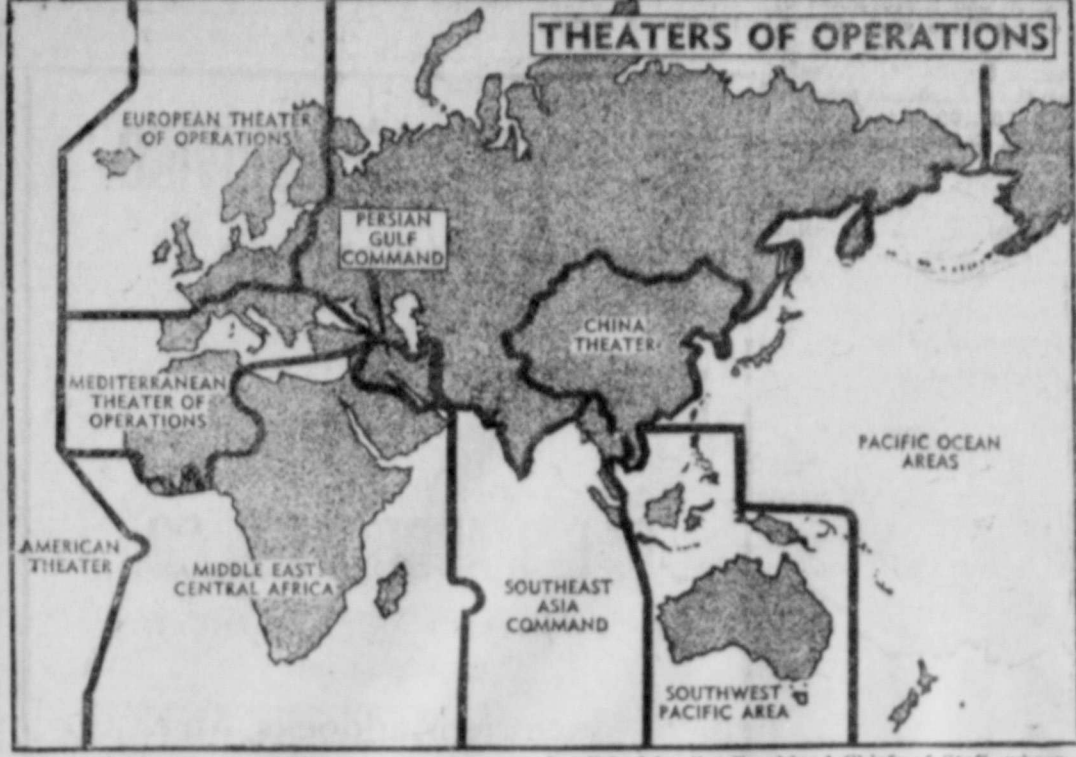 THEATERS OF OPERATIONS
EUROPEAN THEATER
OF OPERATIONS
PERSIAN
GULF
COMMAND
CHINA
THEATER
MEDITERRANEAN
THEATER OF
OPERATIONS
PACIFIC OCEAN
AREAS
AMERICAN
THEATER
MIDDLE EAST
CENTRAL AFRICA
SOUTHEAST
ASIA
COMMAND
SOUTHWEST
PACIFIC AREA